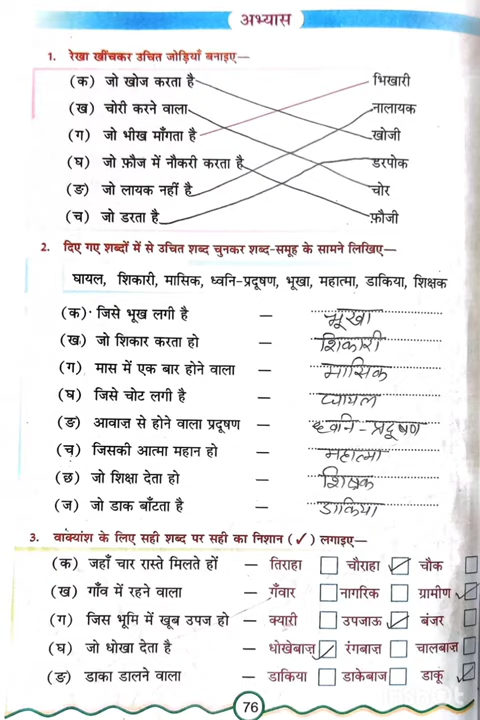 अभ्यास
1. रेखा खींचकर उचित जोड़ियाँ बनाइए—
(क) जो खोज करता है भिखारी
(ख) चोरी करने वाला नालायक
(ग) जो भीख माँगता है खोजी
(घ) जो फ़ौज में नौकरी करता है डरपोक
(ङ) जो लायक नहीं है चोर
(च) जो डरता है फ़ौजी
2. दिए गए शब्दों में से उचित शब्द चुनकर शब्द-समूह के सामने लिखिए—
घायल, शिकारी, मासिक, ध्वनि-प्रदूषण, भूखा, महात्मा, डाकिया, शिक्षक
(क) जिसे भूख लगी है — भूखा
(ख) जो शिकार करता हो — शिकारी
(ग) मास में एक बार होने वाला — मासिक
(घ) जिसे चोट लगी है — घायल
(ङ) आवाज़ से होने वाला प्रदूषण — ध्वनि - प्रदूषण
(च) जिसकी आत्मा महान हो — महात्मा
(छ) जो शिक्षा देता हो — शिक्षक
(ज) जो डाक बाँटता है — डाकिया
3. वाक्यांश के लिए सही शब्द पर सही का निशान (✓) लगाइए—
(क) जहाँ चार रास्ते मिलते हों — तिराहा ☐ चौराहा ☑ चौक ☐
(ख) गाँव में रहने वाला — गँवार ☐ नागरिक ☐ ग्रामीण ☑
(ग) जिस भूमि में खूब उपज हो — क्यारी ☐ उपजाऊ ☑ बंजर ☐
(घ) जो धोखा देता है — धोखेबाज़ ☑ रंगबाज़ ☐ चालबाज़ ☐
(ङ) डाका डालने वाला — डाकिया ☐ डाकेबाज ☐ डाकू ☑
76